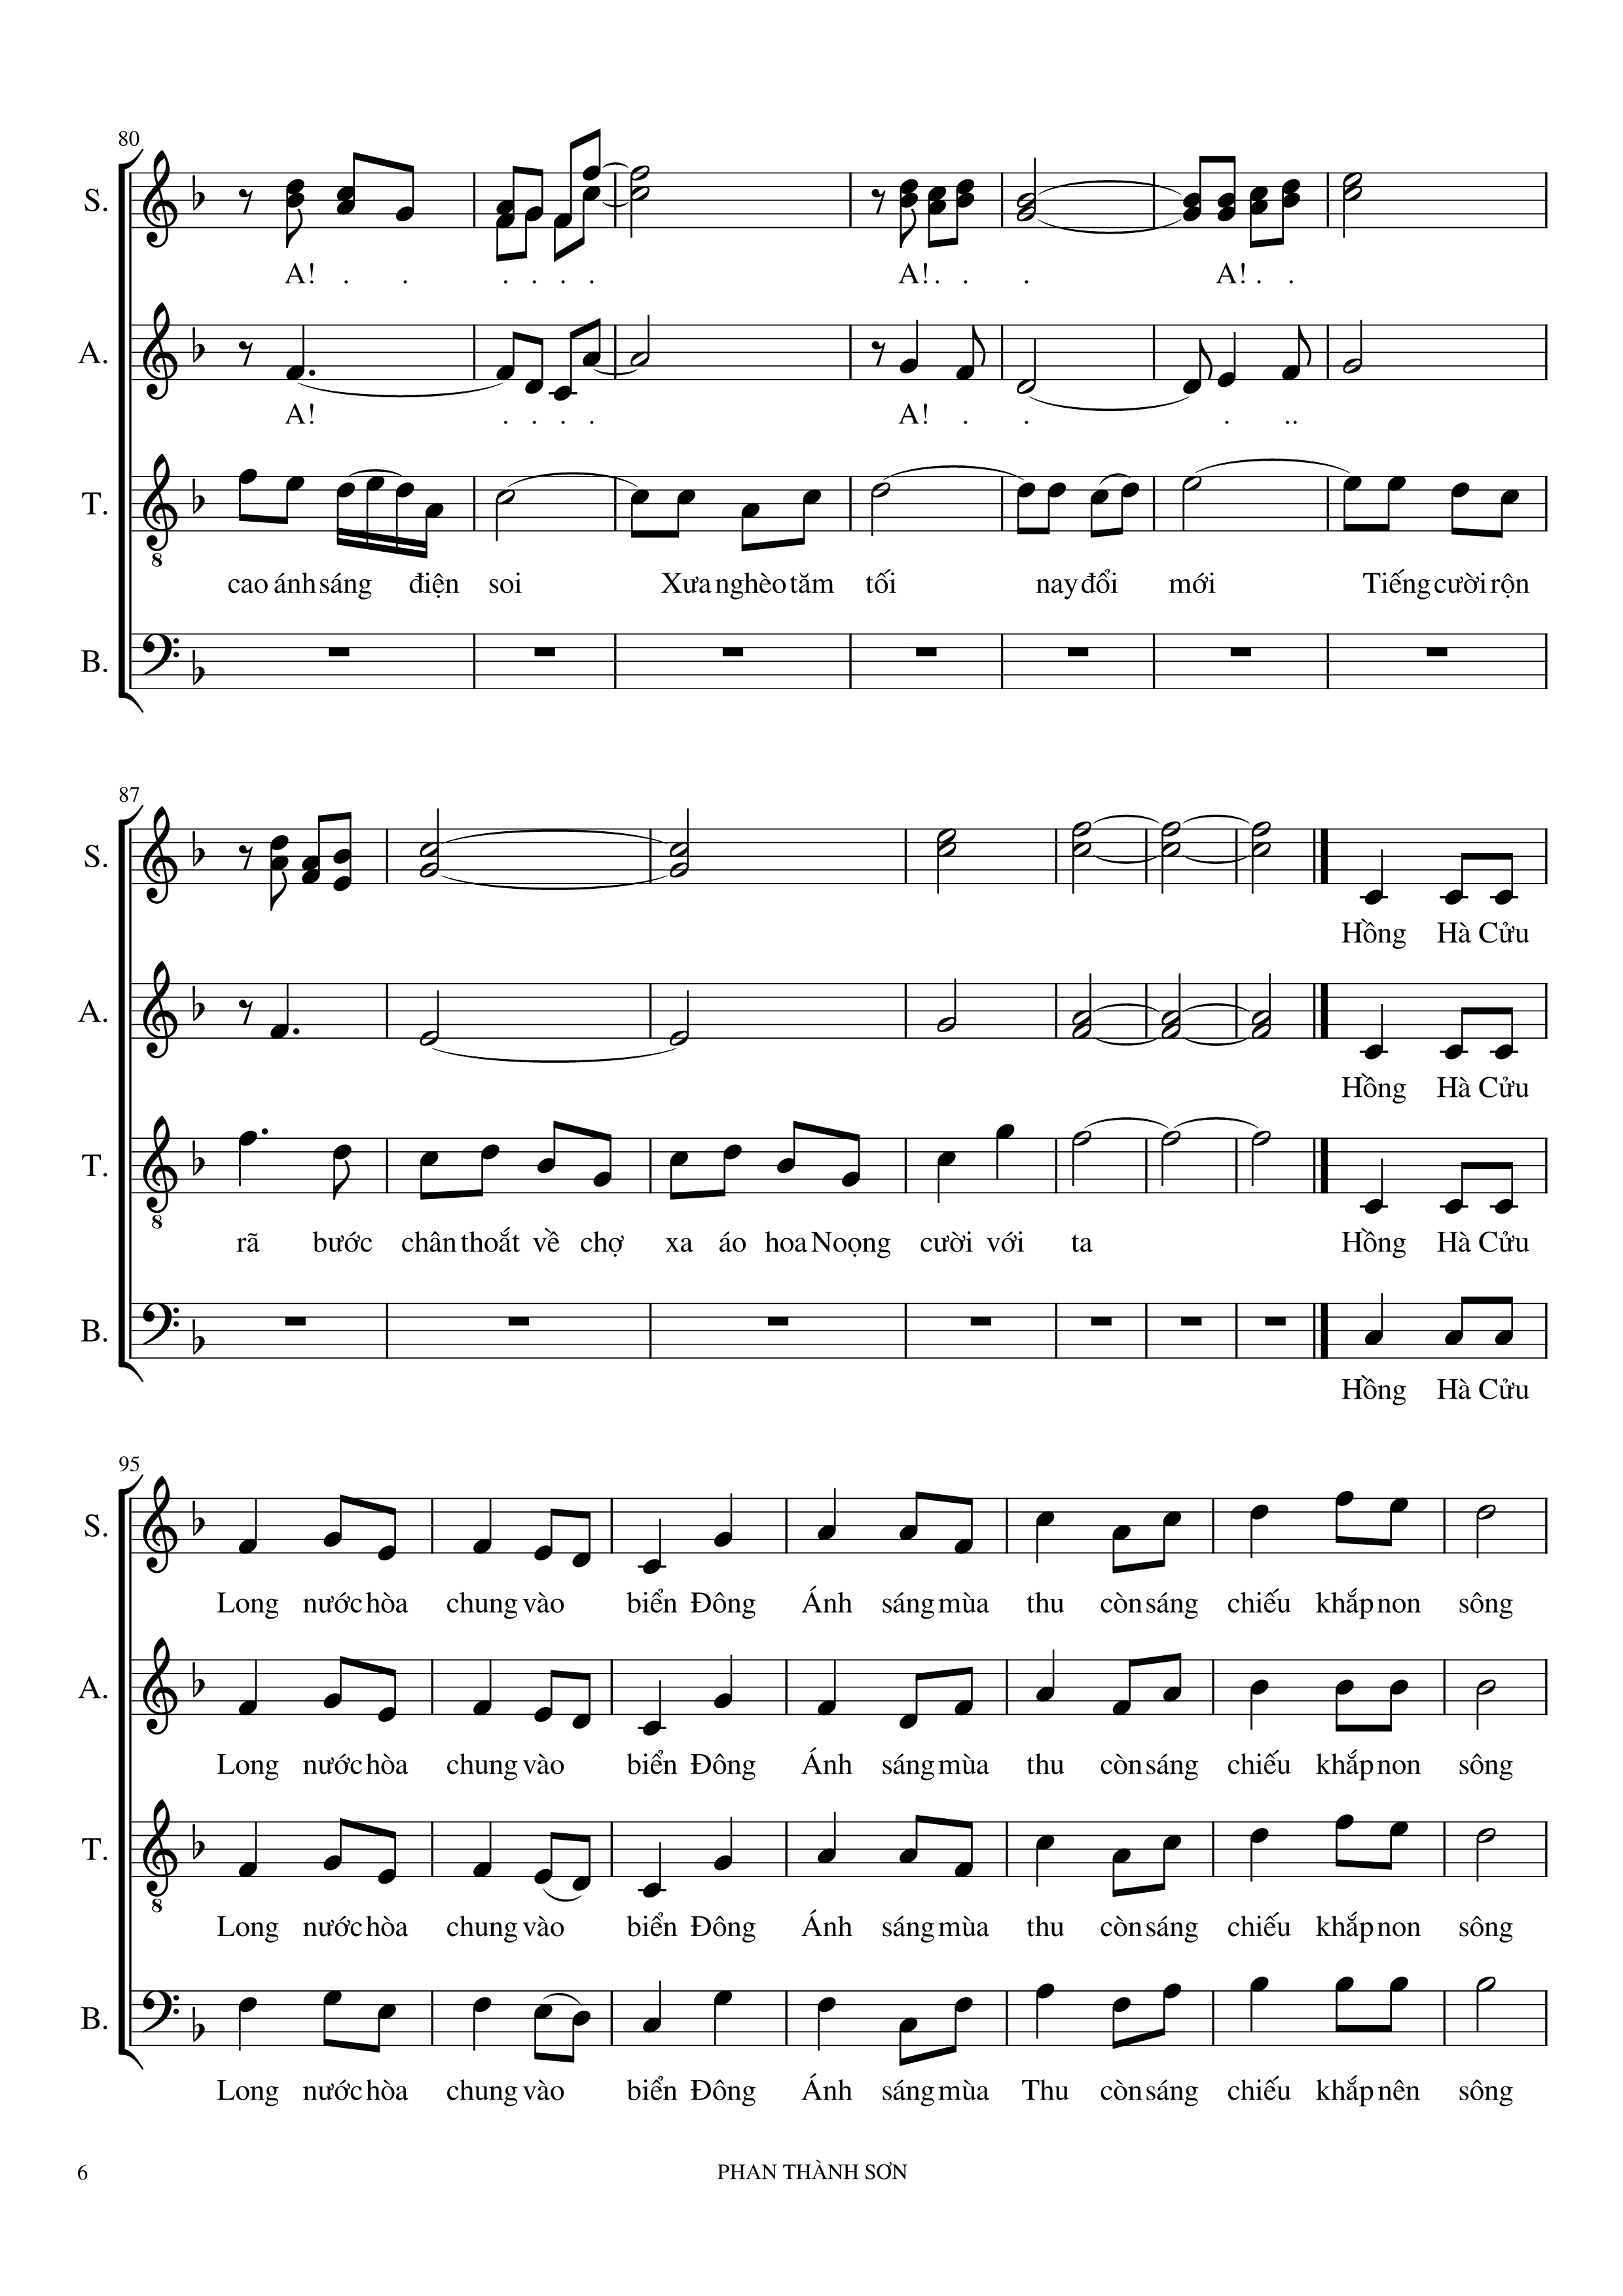 80
S.
A! . . . . . . A! . . . A! . .
A.
A! . . . . A! . . . ..
T.
8
cao ánh sáng điện soi Xưa nghèo tăm tối nay đổi mới Tiếng cười rộn
B.
87
S.
Hồng Hà Cửu
A.
Hồng Hà Cửu
T.
8
rã bước chân thoắt về chợ xa áo hoa Noọng cười với ta Hồng Hà Cửu
B.
Hồng Hà Cửu
95
S.
Long nước hòa chung vào biển Đông Ánh sáng mùa thu còn sáng chiếu khắp non sông
A.
Long nước hòa chung vào biển Đông Ánh sáng mùa thu còn sáng chiếu khắp non sông
T.
8
Long nước hòa chung vào biển Đông Ánh sáng mùa thu còn sáng chiếu khắp non sông
B.
Long nước hòa chung vào biển Đông Ánh sáng mùa Thu còn sáng chiếu khắp nên sông
6 PHAN THÀNH SƠN